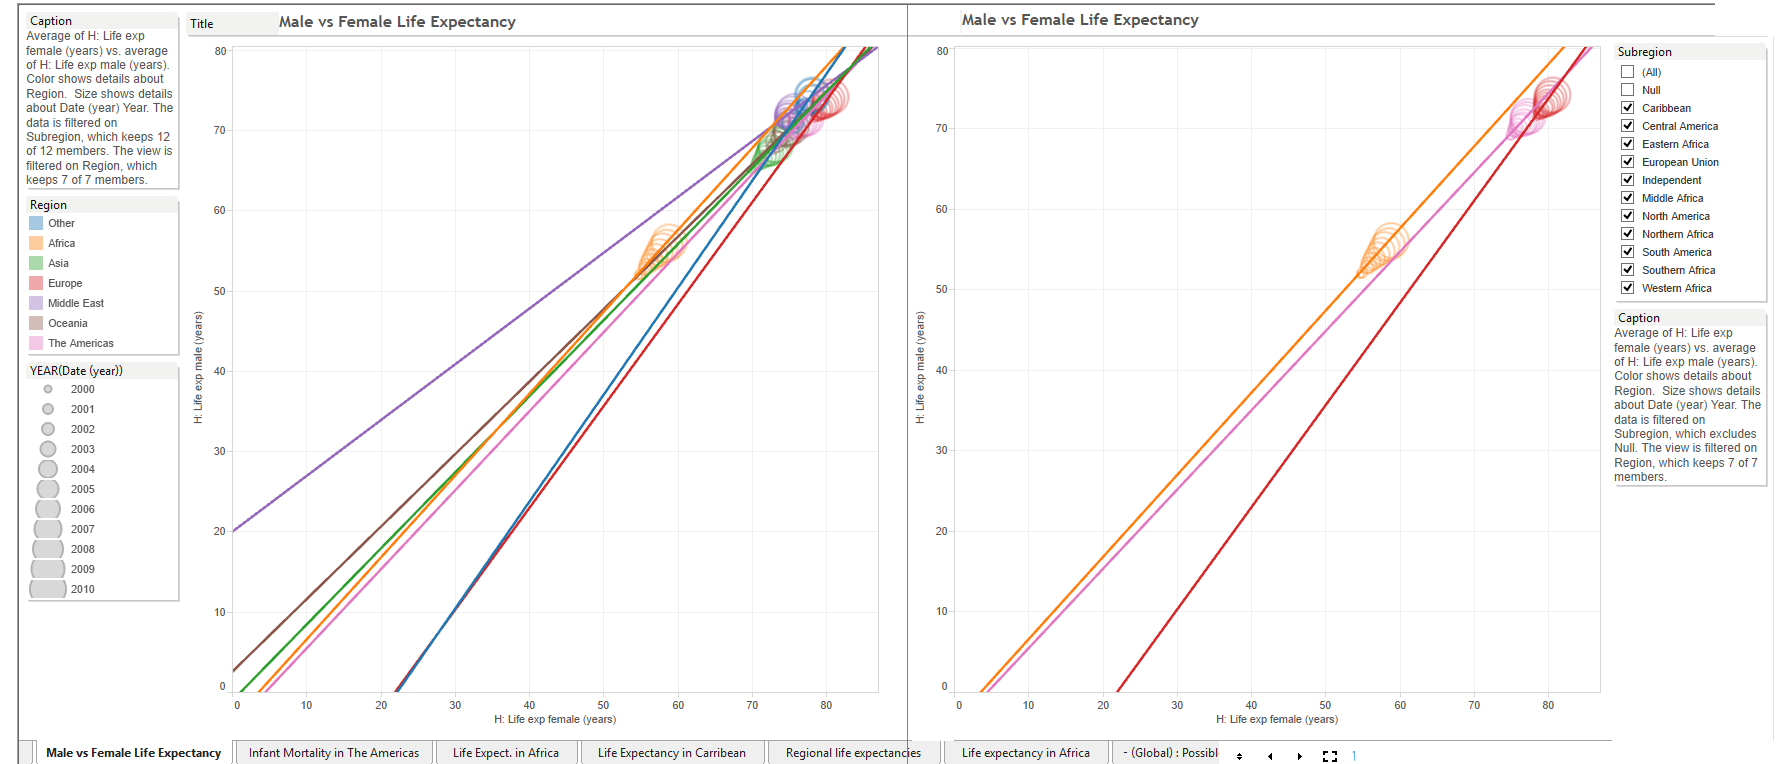 Caption
Average of H: Life exp
female (years) vs. average
of H: Life exp male (years).
Color shows details about
Region.  Size shows details
about Date (year) Year. The
data is filtered on
Subregion, which keeps 12
of 12 members. The view is
filtered on Region, which
keeps 7 of 7 members.
Region
Other
Africa
Asia
Europe
Middle East
Oceania
The Americas
YEAR(Date (year))
2000
2001
2002
2003
2004
2005
2006
2007
2008
2009
2010
Title
Male vs Female Life Expectancy
80
70
60
50
40
30
20
10
0
H: Life exp male (years)
0 10 20 30 40 50 60 70 80
H: Life exp female (years)
Male vs Female Life Expectancy
80
70
60
50
40
30
20
10
0
H: Life exp male (years)
0 10 20 30 40 50 60 70 80
H: Life exp female (years)
Subregion
(All)
Null
Caribbean
Central America
Eastern Africa
European Union
Independent
Middle Africa
North America
Northern Africa
South America
Southern Africa
Western Africa
Caption
Average of H: Life exp
female (years) vs. average
of H: Life exp male (years).
Color shows details about
Region.  Size shows details
about Date (year) Year. The
data is filtered on
Subregion, which excludes
Null. The view is filtered on
Region, which keeps 7 of 7
members.
Male vs Female Life Expectancy Infant Mortality in The Americas Life Expect. in Africa Life Expectancy in Carribean Regional life expectancies Life expectancy in Africa - (Global) : Possibl